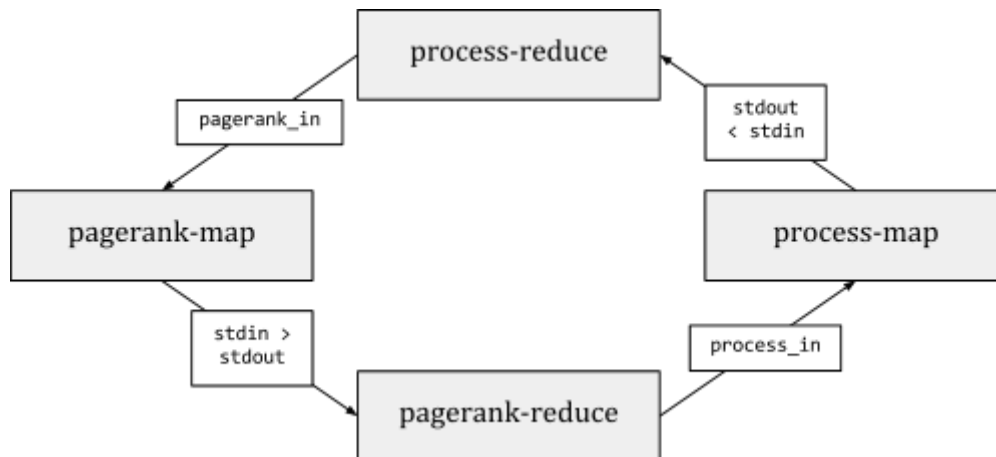 process-reduce
pagerank_in
stdout
< stdin
pagerank-map
process-map
stdin >
stdout
process_in
pagerank-reduce